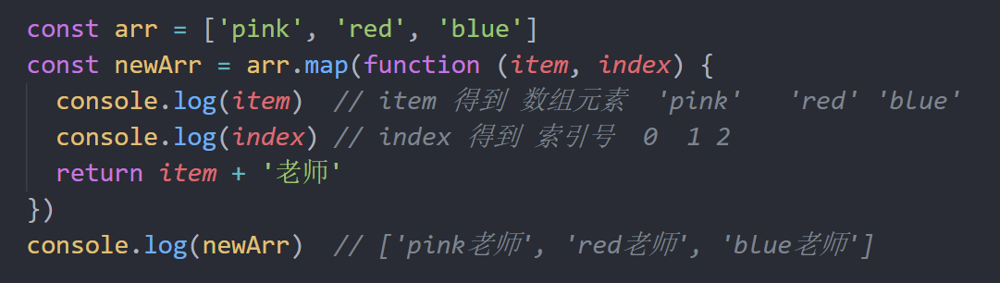 const arr = ['pink', 'red', 'blue']
const newArr = arr.map(function (item, index) {
  console.log(item)  // item 得到 数组元素  'pink'   'red' 'blue'
  console.log(index) // index 得到 索引号  0  1 2
  return item + '老师'
})
console.log(newArr)  // ['pink老师', 'red老师', 'blue老师']